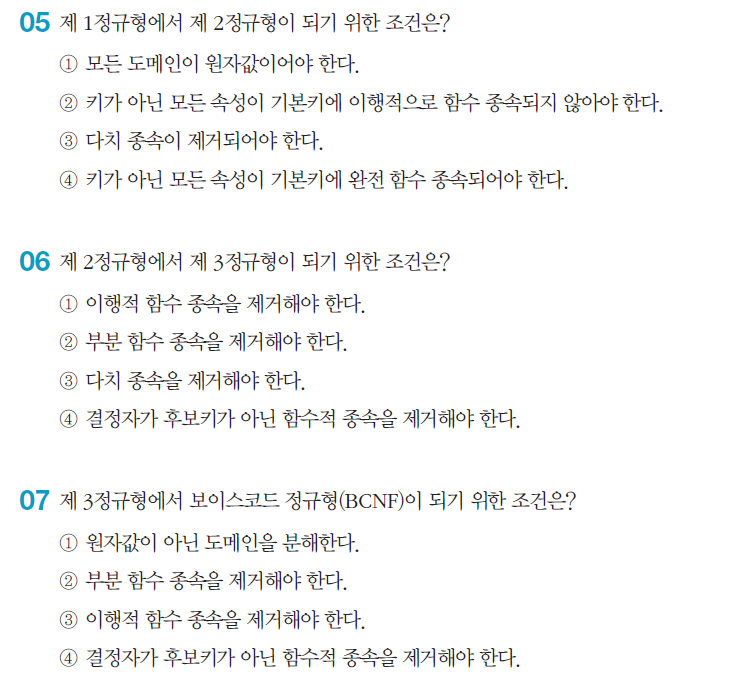 05 제 1정규형에서 제 2정규형이 되기 위한 조건은?
① 모든 도메인이 원자값이어야 한다.
② 키가 아닌 모든 속성이 기본키에 이행적으로 함수 종속되지 않아야 한다.
③ 다치 종속이 제거되어야 한다.
④ 키가 아닌 모든 속성이 기본키에 완전 함수 종속되어야 한다.
06 제 2정규형에서 제 3정규형이 되기 위한 조건은?
① 이행적 함수 종속을 제거해야 한다.
② 부분 함수 종속을 제거해야 한다.
③ 다치 종속을 제거해야 한다.
④ 결정자가 후보키가 아닌 함수적 종속을 제거해야 한다.
07 제 3정규형에서 보이스코드 정규형(BCNF)이 되기 위한 조건은?
① 원자값이 아닌 도메인을 분해한다.
② 부분 함수 종속을 제거해야 한다.
③ 이행적 함수 종속을 제거해야 한다.
④ 결정자가 후보키가 아닌 함수적 종속을 제거해야 한다.